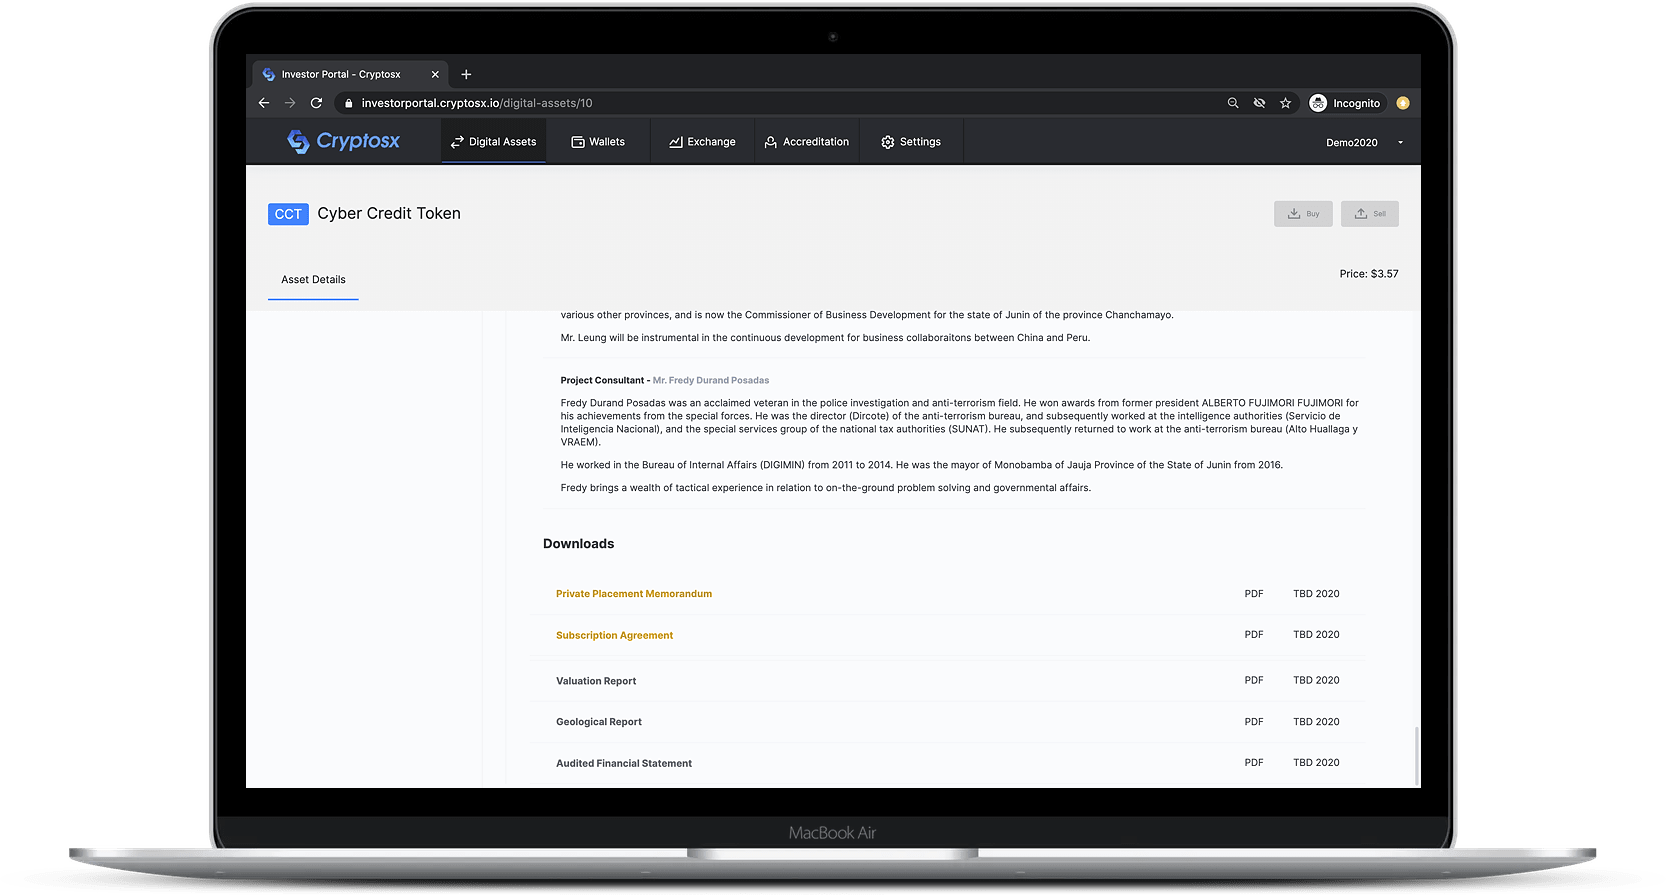 Investor Portal - Cryptosx
investorportal.cryptosx.io/digital-assets/10
Incognito
Cryptosx
Digital Assets
Wallets
Exchange
Accreditation
Settings
Demo2020
CCT Cyber Credit Token
Buy
Sell
Asset Details
Price: $3.57
various other provinces, and is now the Commissioner of Business Development for the state of Junin of the province Chanchamayo.
Mr. Leung will be instrumental in the continuous development for business collaboraitons between China and Peru.
Project Consultant - Mr. Fredy Durand Posadas
Fredy Durand Posadas was an acclaimed veteran in the police investigation and anti-terrorism field. He won awards from former president ALBERTO FUJIMORI FUJIMORI for
his achievements from the special forces. He was the director (Dircote) of the anti-terrorism bureau, and subsequently worked at the intelligence authorities (Servicio de
Inteligencia Nacional), and the special services group of the national tax authorities (SUNAT). He subsequently returned to work at the anti-terrorism bureau (Alto Huallaga y
VRAEM).
He worked in the Bureau of Internal Affairs (DIGIMIN) from 2011 to 2014. He was the mayor of Monobamba of Jauja Province of the State of Junin from 2016.
Fredy brings a wealth of tactical experience in relation to on-the-ground problem solving and governmental affairs.
Downloads
Private Placement Memorandum PDF TBD 2020
Subscription Agreement PDF TBD 2020
Valuation Report PDF TBD 2020
Geological Report PDF TBD 2020
Audited Financial Statement PDF TBD 2020
MacBook Air